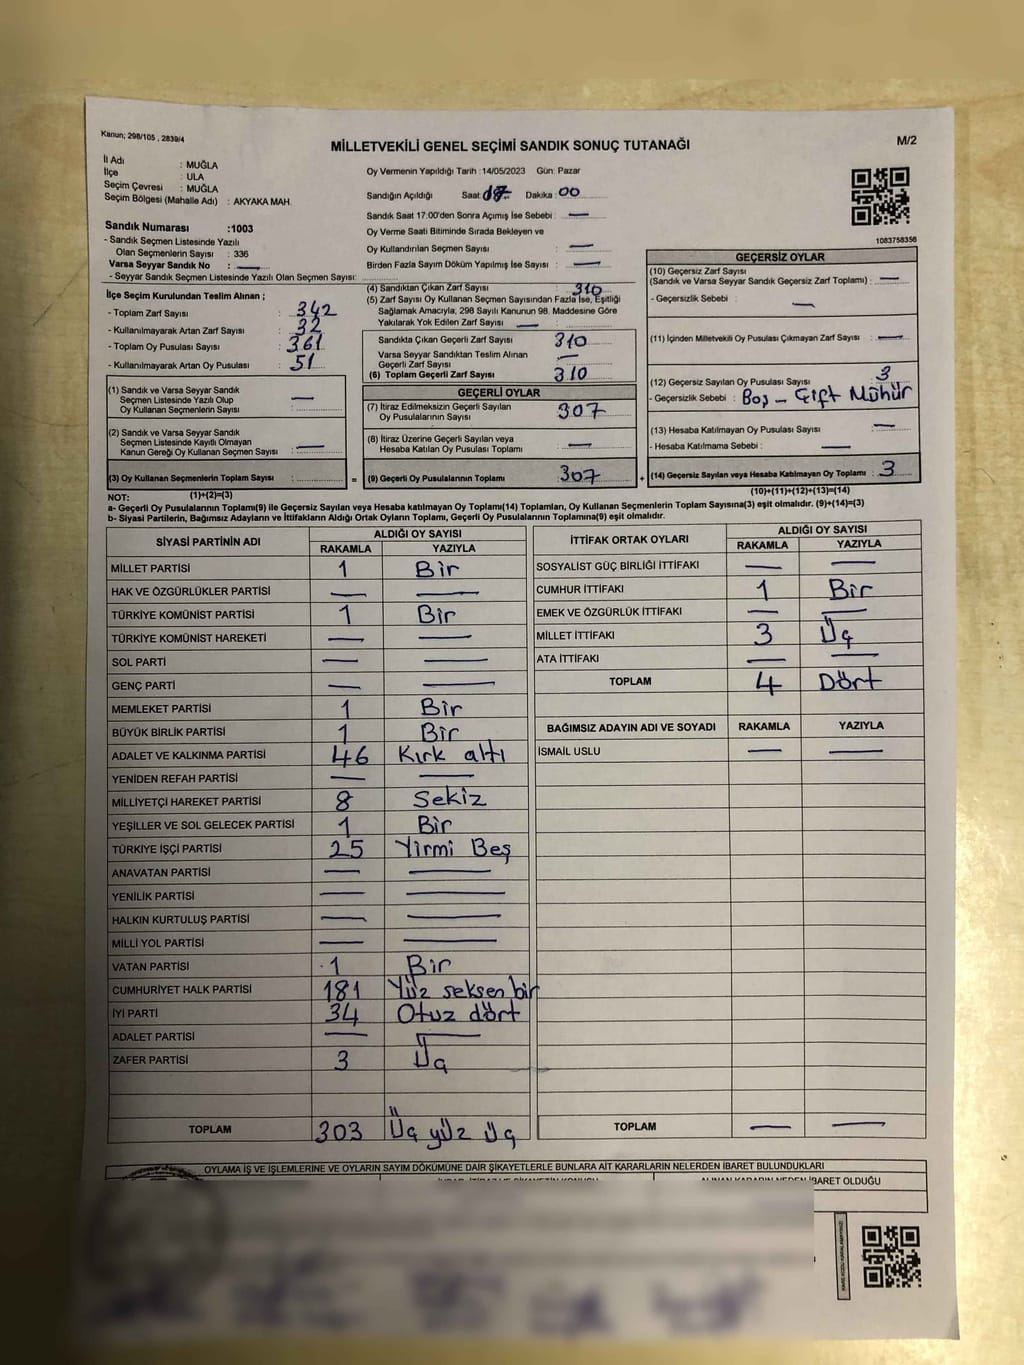 Kanun; 298/105 , 2839/4
MİLLETVEKİLİ GENEL SEÇİMİ SANDIK SONUÇ TUTANAĞI
M/2
İl Adı : MUĞLA
İlçe : ULA
Seçim Çevresi : MUĞLA
Seçim Bölgesi (Mahalle Adı) : AKYAKA MAH.
Sandık Numarası :1003
- Sandık Seçmen Listesinde Yazılı
Olan Seçmenlerin Sayısı : 336
Varsa Seyyar Sandık No : —
- Seyyar Sandık Seçmen Listesinde Yazılı Olan Seçmen Sayısı:
Oy Vermenin Yapıldığı Tarih : 14/05/2023 Gün: Pazar
Sandığın Açıldığı Saat: 17 Dakika : 00
Sandık Saat 17:00'den Sonra Açılmış İse Sebebi : —
Oy Verme Saati Bitiminde Sırada Bekleyen ve
Oy Kullandırılan Seçmen Sayısı : —
Birden Fazla Sayım Döküm Yapılmış İse Sayısı : —
1083758358
İlçe Seçim Kurulundan Teslim Alınan ;
- Toplam Zarf Sayısı : 342
- Kullanılmayarak Artan Zarf Sayısı : 32
- Toplam Oy Pusulası Sayısı : 361
- Kullanılmayarak Artan Oy Pusulası : 51
(1) Sandık ve Varsa Seyyar Sandık
Seçmen Listesinde Yazılı Olup
Oy Kullanan Seçmenlerin Sayısı : —
(2) Sandık ve Varsa Seyyar Sandık
Seçmen Listesinde Kayıtlı Olmayan
Kanun Gereği Oy Kullanan Seçmen Sayısı : —
(3) Oy Kullanan Seçmenlerin Toplam Sayısı :
(1)+(2)=(3)
(4) Sandıktan Çıkan Zarf Sayısı : 310
(5) Zarf Sayısı Oy Kullanan Seçmen Sayısından Fazla İse, Eşitliği
Sağlamak Amacıyla; 298 Sayılı Kanunun 98. Maddesine Göre
Yakılarak Yok Edilen Zarf Sayısı : —
Sandıkta Çıkan Geçerli Zarf Sayısı : 310
Varsa Seyyar Sandıktan Teslim Alınan
Geçerli Zarf Sayısı : —
(6) Toplam Geçerli Zarf Sayısı : 310
GEÇERLİ OYLAR
(7) İtiraz Edilmeksizin Geçerli Sayılan
Oy Pusulalarının Sayısı : 307
(8) İtiraz Üzerine Geçerli Sayılan veya
Hesaba Katılan Oy Pusulası Toplamı : —
= (9) Geçerli Oy Pusulalarının Toplamı : 307
GEÇERSİZ OYLAR
(10) Geçersiz Zarf Sayısı
(Sandık ve Varsa Seyyar Sandık Geçersiz Zarf Toplamı) : —
- Geçersizlik Sebebi : —
(11) İçinden Milletvekili Oy Pusulası Çıkmayan Zarf Sayısı : —
(12) Geçersiz Sayılan Oy Pusulası Sayısı : 3
- Geçersizlik Sebebi : Boş - Çift Mühür
(13) Hesaba Katılmayan Oy Pusulası Sayısı : —
- Hesaba Katılmama Sebebi : —
+ (14) Geçersiz Sayılan veya Hesaba Katılmayan Oy Toplamı : 3
(10)+(11)+(12)+(13)=(14)
NOT:
a- Geçerli Oy Pusulalarının Toplamı(9) ile Geçersiz Sayılan veya Hesaba katılmayan Oy Toplamı(14) Toplamları, Oy Kullanan Seçmenlerin Toplam Sayısına(3) eşit olmalıdır. (9)+(14)=(3)
b- Siyasi Partilerin, Bağımsız Adayların ve İttifakların Aldığı Ortak Oyların Toplamı, Geçerli Oy Pusulalarının Toplamına(9) eşit olmalıdır.
SİYASİ PARTİNİN ADI ALDIĞI OY SAYISI
RAKAMLA YAZIYLA
MİLLET PARTİSİ 1 Bir
HAK VE ÖZGÜRLÜKLER PARTİSİ — —
TÜRKİYE KOMÜNİST PARTİSİ 1 Bir
TÜRKİYE KOMÜNİST HAREKETİ — —
SOL PARTİ — —
GENÇ PARTİ — —
MEMLEKET PARTİSİ 1 Bir
BÜYÜK BİRLİK PARTİSİ 1 Bir
ADALET VE KALKINMA PARTİSİ 46 Kırk altı
YENİDEN REFAH PARTİSİ — —
MİLLİYETÇİ HAREKET PARTİSİ 8 Sekiz
YEŞİLLER VE SOL GELECEK PARTİSİ 1 Bir
TÜRKİYE İŞÇİ PARTİSİ 25 Yirmi Beş
ANAVATAN PARTİSİ — —
YENİLİK PARTİSİ — —
HALKIN KURTULUŞ PARTİSİ — —
MİLLİ YOL PARTİSİ — —
VATAN PARTİSİ 1 Bir
CUMHURİYET HALK PARTİSİ 181 Yüz seksen bir
İYİ PARTİ 34 Otuz dört
ADALET PARTİSİ — —
ZAFER PARTİSİ 3 Üç
TOPLAM 303 Üç yüz üç
İTTİFAK ORTAK OYLARI ALDIĞI OY SAYISI
RAKAMLA YAZIYLA
SOSYALİST GÜÇ BİRLİĞİ İTTİFAKI — —
CUMHUR İTTİFAKI 1 Bir
EMEK VE ÖZGÜRLÜK İTTİFAKI — —
MİLLET İTTİFAKI 3 Üç
ATA İTTİFAKI — —
TOPLAM 4 Dört
BAĞIMSIZ ADAYIN ADI VE SOYADI RAKAMLA YAZIYLA
İSMAİL USLU — —
TOPLAM — —
OYLAMA İŞ VE İŞLEMLERİNE VE OYLARIN SAYIM DÖKÜMÜNE DAİR ŞİKAYETLERLE BUNLARA AİT KARARLARIN NELERDEN İBARET BULUNDUKLARI
İBARET OLDUĞU